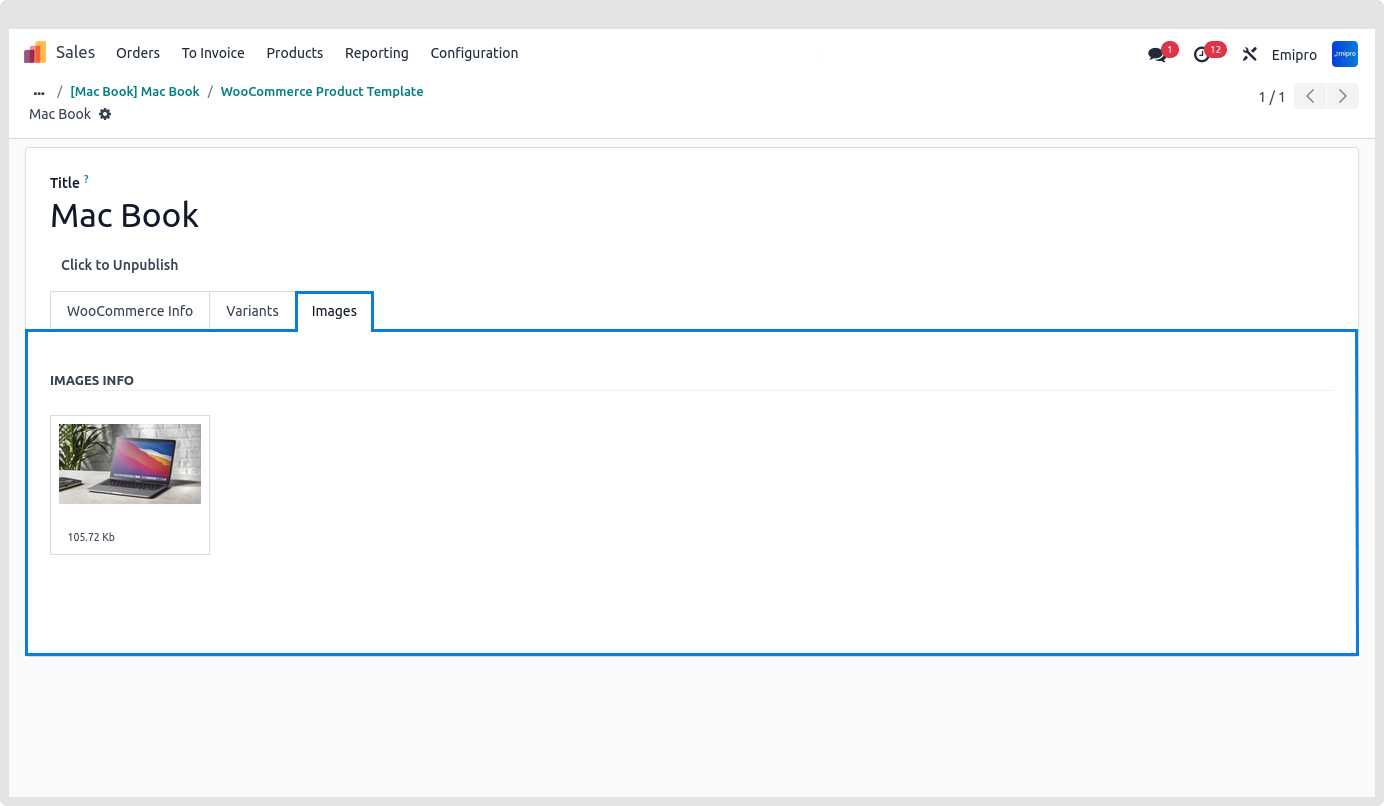 Sales Orders To Invoice Products Reporting Configuration 1 12 Emipro emipro
... / [Mac Book] Mac Book / WooCommerce Product Template
1 / 1
Mac Book
Title ?
Mac Book
Click to Unpublish
WooCommerce Info Variants Images
IMAGES INFO
105.72 Kb